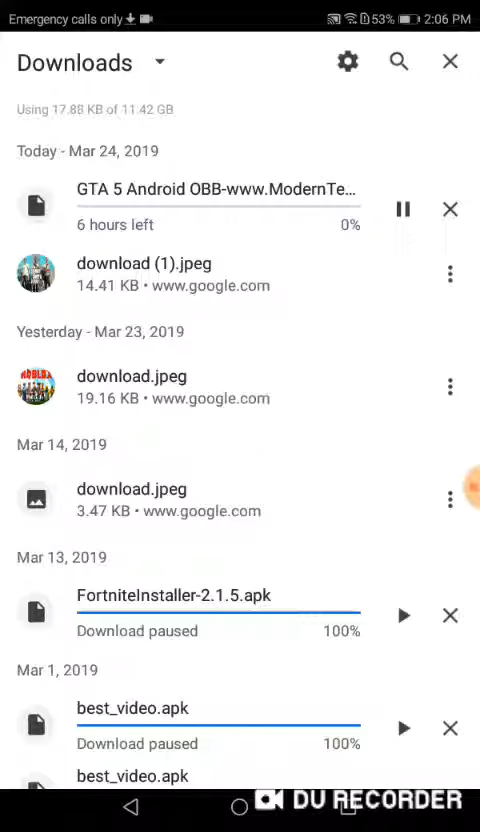 Emergency calls only 53% 2:06 PM
Downloads
Using 17.88 KB of 11.42 GB
Today - Mar 24, 2019
GTA 5 Android OBB-www.ModernTe...
6 hours left 0%
download (1).jpeg
14.41 KB • www.google.com
Yesterday - Mar 23, 2019
ROBLOX
download.jpeg
19.16 KB • www.google.com
Mar 14, 2019
download.jpeg
3.47 KB • www.google.com
Mar 13, 2019
FortniteInstaller-2.1.5.apk
Download paused 100%
Mar 1, 2019
best_video.apk
Download paused 100%
best_video.apk
DU RECORDER